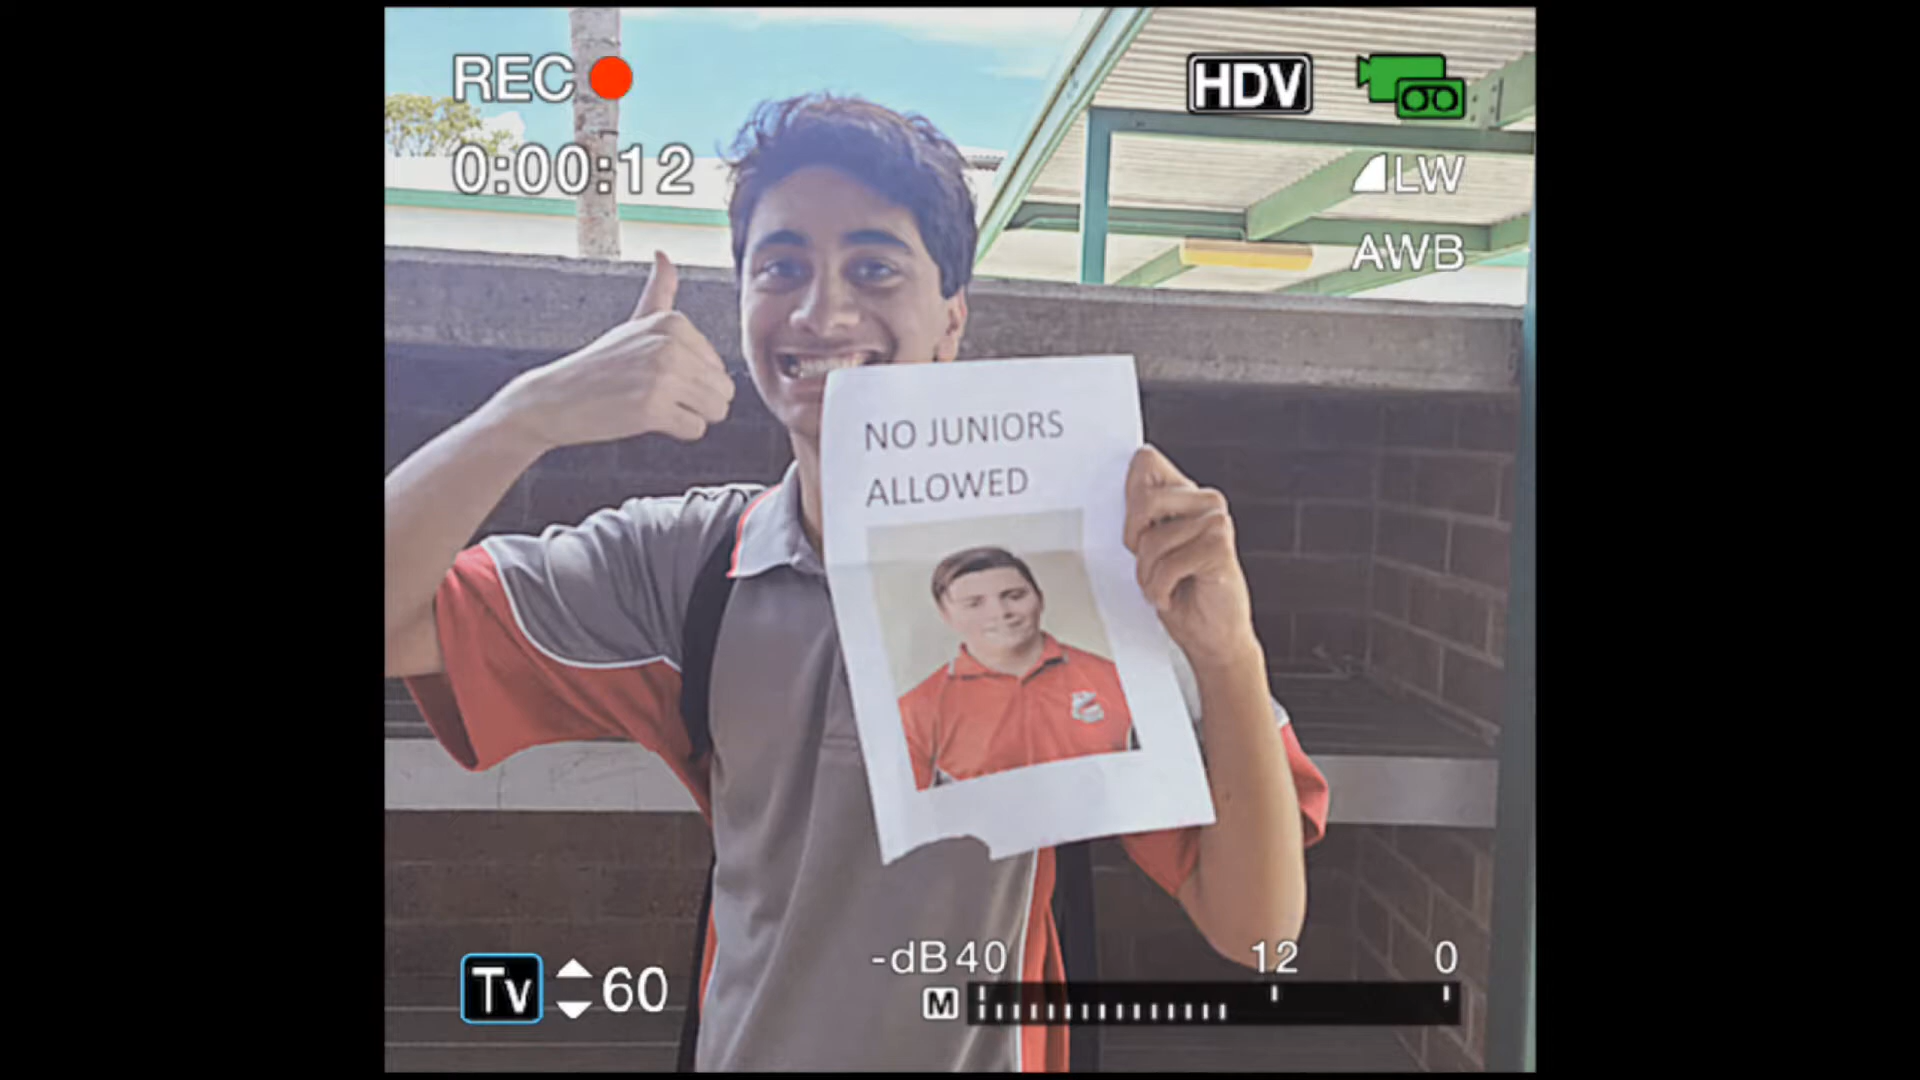 REC
HDV
0:00:12
LW
AWB
NO JUNIORS
ALLOWED
-dB 40 12 0
Tv 60
M